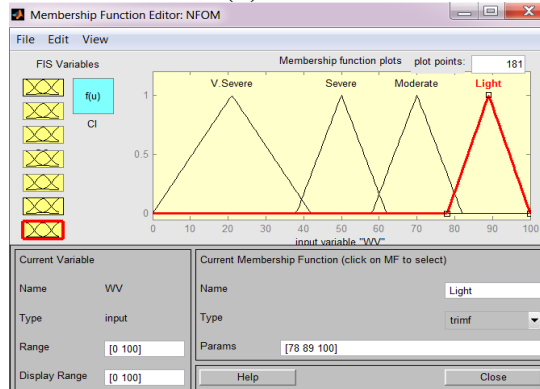 Membership Function Editor: NFOM
File Edit View
FIS Variables
f(u)
CI
Membership function plots
plot points:
181
V.Severe
Severe
Moderate
Light
1
0.5
0
0 10 20 30 40 50 60 70 80 90 100
input variable "WV"
Current Variable
Name WV
Type input
Range [0 100]
Display Range [0 100]
Current Membership Function (click on MF to select)
Name Light
Type trimf
Params [78 89 100]
Help
Close